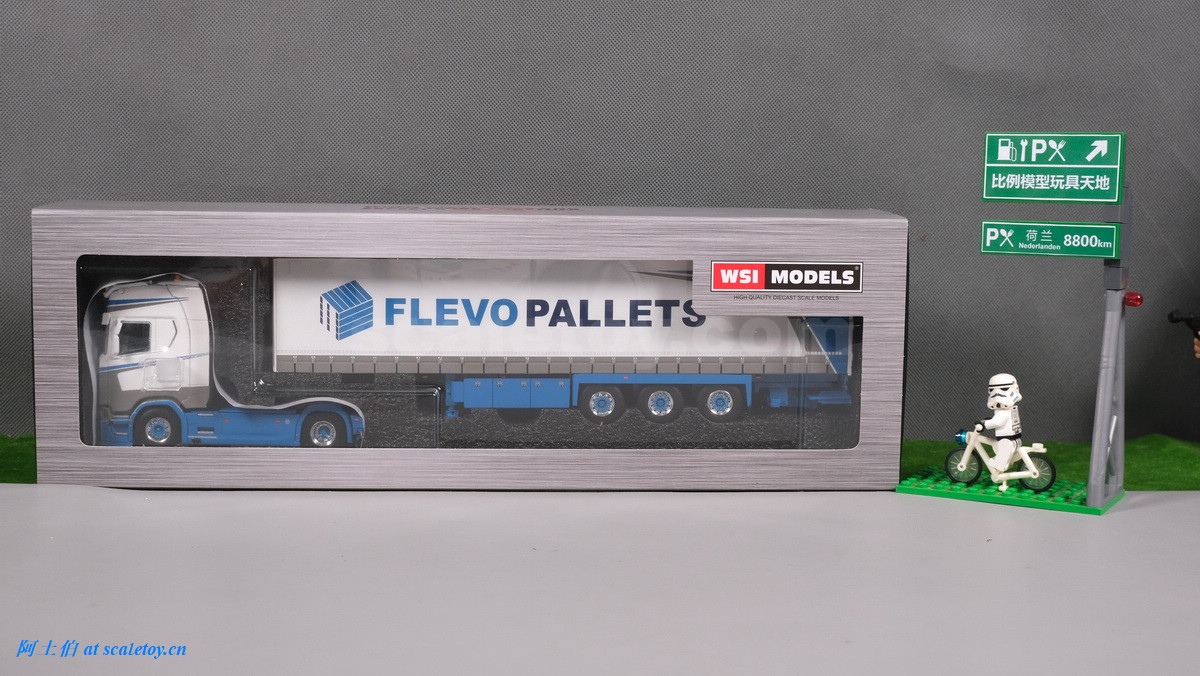 FLEVO PALLETS
WSI MODELS
HIGH QUALITY DIECAST SCALE MODELS
P
比例模型玩具天地
P 荷兰 8800km
Nederlanden
阿土伯 at scaletoy.cn